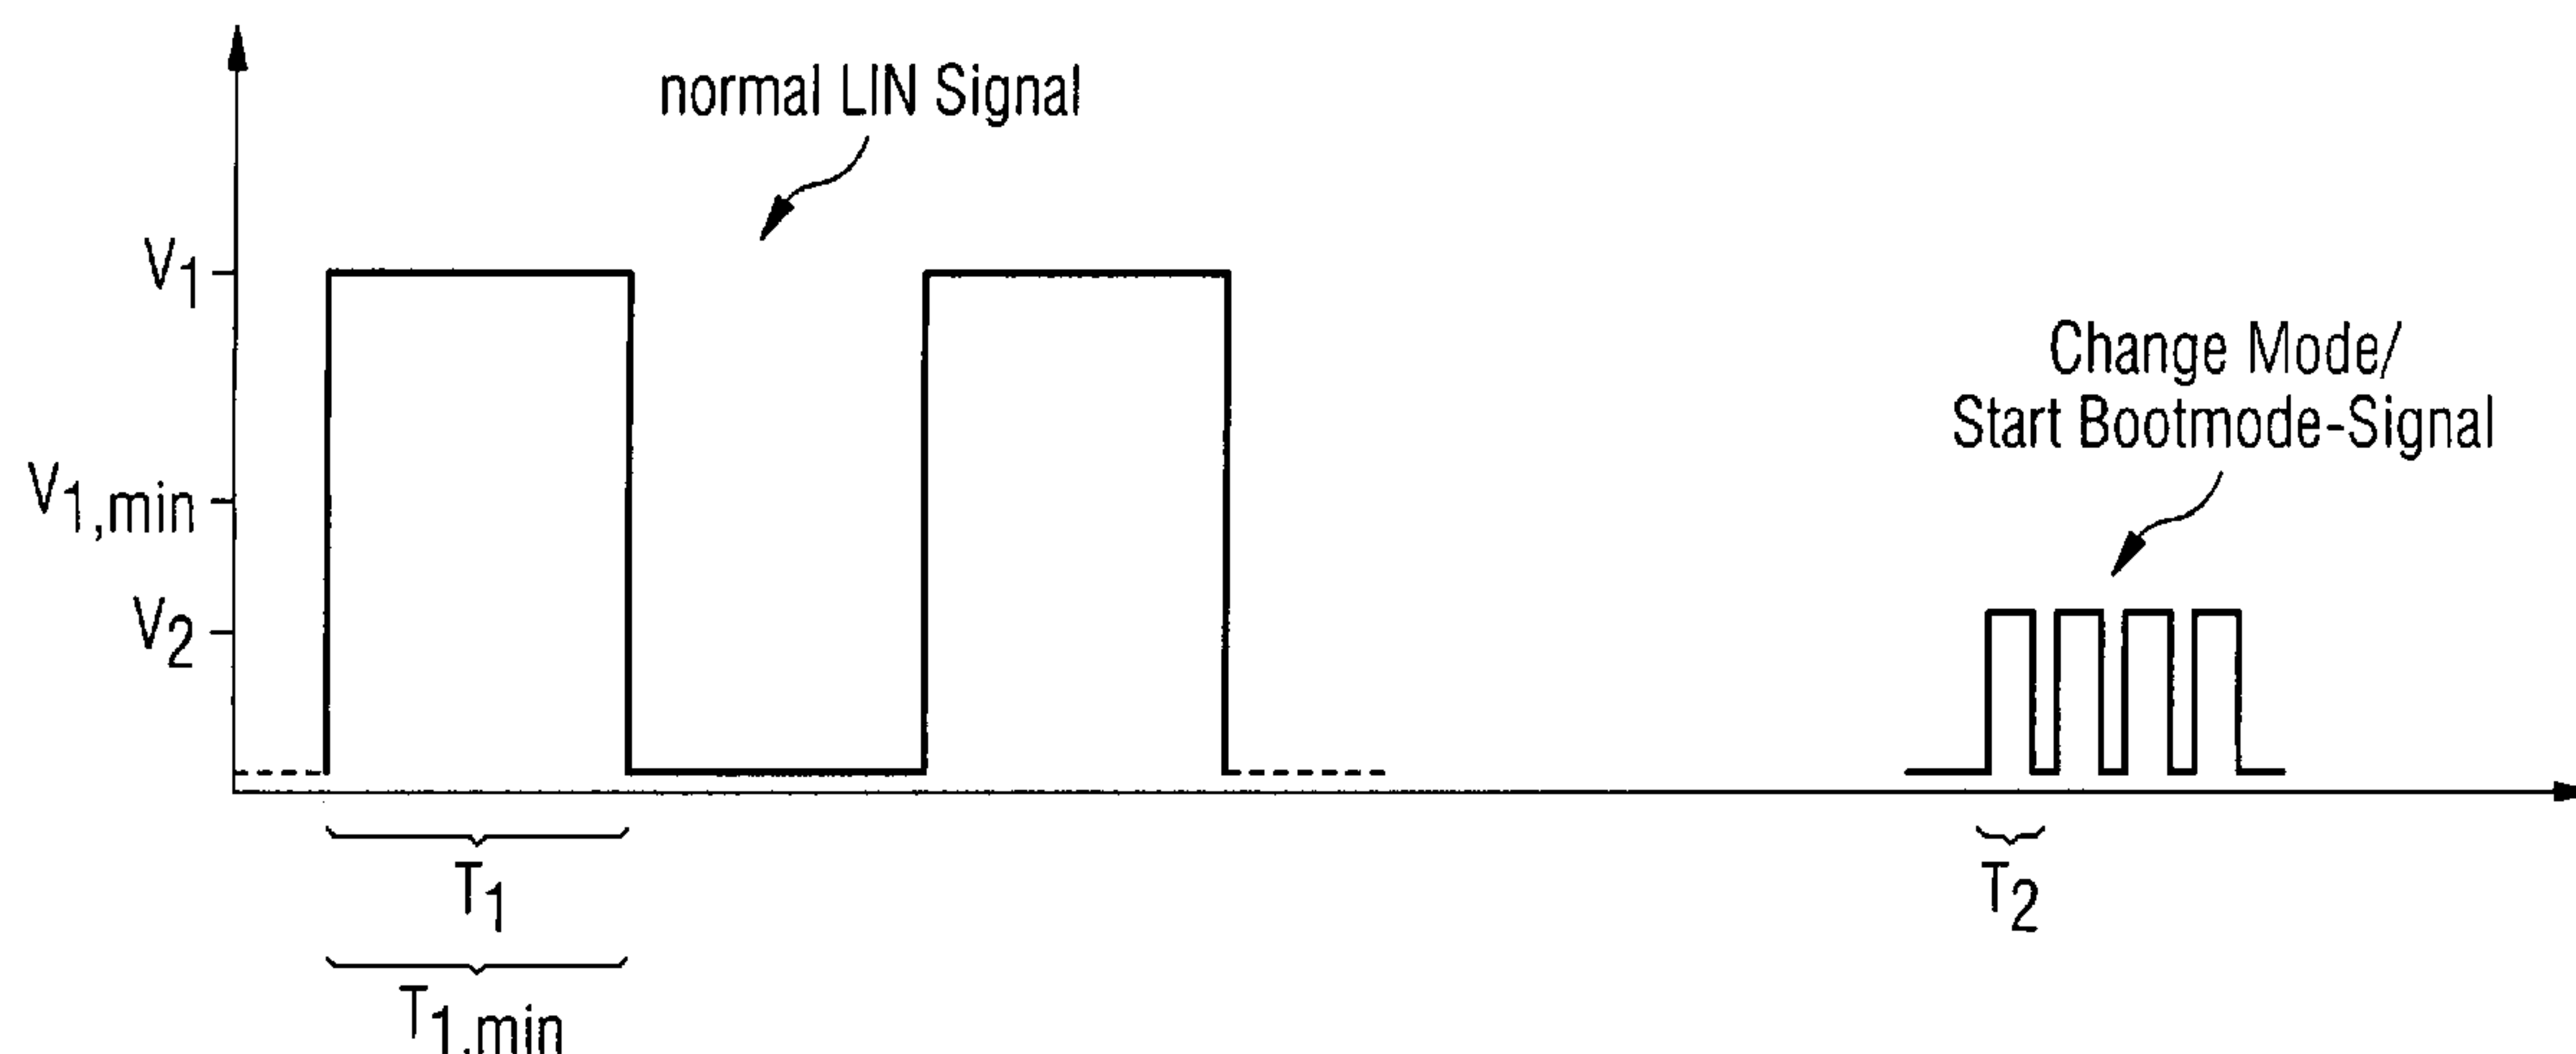 normal LIN Signal
V1
V1,min
V2
Change Mode/
Start Bootmode-Signal
T1
T2
T1,min